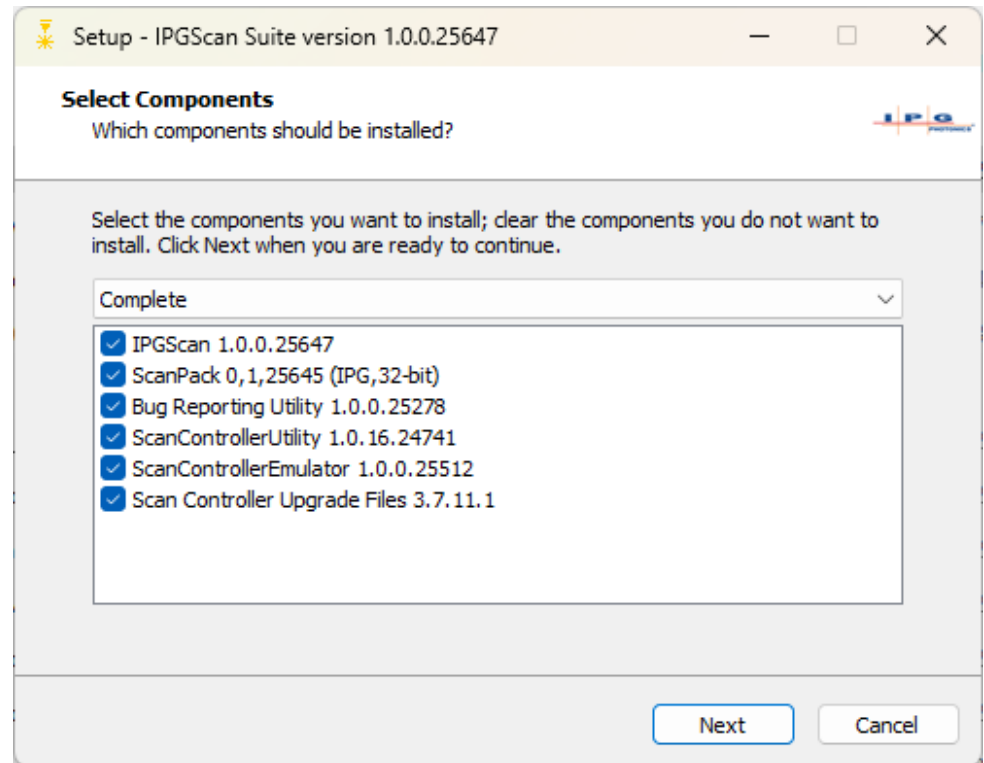 Setup - IPGScan Suite version 1.0.0.25647
Select Components
Which components should be installed?
IPG
PHOTONICS
Select the components you want to install; clear the components you do not want to
install. Click Next when you are ready to continue.
Complete
IPGScan 1.0.0.25647
ScanPack 0,1,25645 (IPG,32-bit)
Bug Reporting Utility 1.0.0.25278
ScanControllerUtility 1.0.16.24741
ScanControllerEmulator 1.0.0.25512
Scan Controller Upgrade Files 3.7.11.1
Next
Cancel